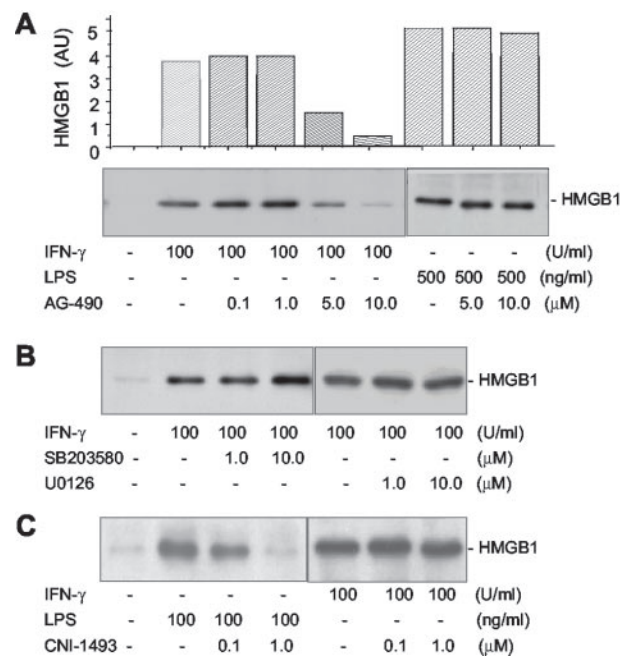 A
HMGB1 (AU)
5
4
3
2
1
0
- HMGB1
IFN-γ - 100 100 100 100 100 - - - (U/ml)
LPS - - - - - - 500 500 500 (ng/ml)
AG-490 - - 0.1 1.0 5.0 10.0 - 5.0 10.0 (μM)
B
- HMGB1
IFN-γ - 100 100 100 100 100 100 (U/ml)
SB203580 - - 1.0 10.0 - - - (μM)
U0126 - - - - - 1.0 10.0 (μM)
C
- HMGB1
IFN-γ - - - - 100 100 100 (U/ml)
LPS - 100 100 100 - - - (ng/ml)
CNI-1493 - - 0.1 1.0 - 0.1 1.0 (μM)